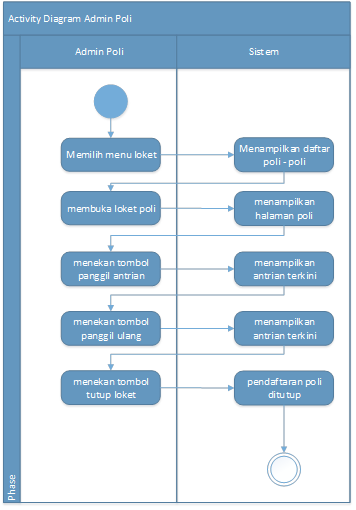 Activity Diagram Admin Poli
Admin Poli
Sistem
Memilih menu loket
Menampilkan daftar
poli - poli
membuka loket poli
menampilkan
halaman poli
menekan tombol
panggil antrian
menampilkan
antrian terkini
menekan tombol
panggil ulang
menampilkan
antrian terkini
menekan tombol
tutup loket
pendaftaran poli
ditutup
Phase